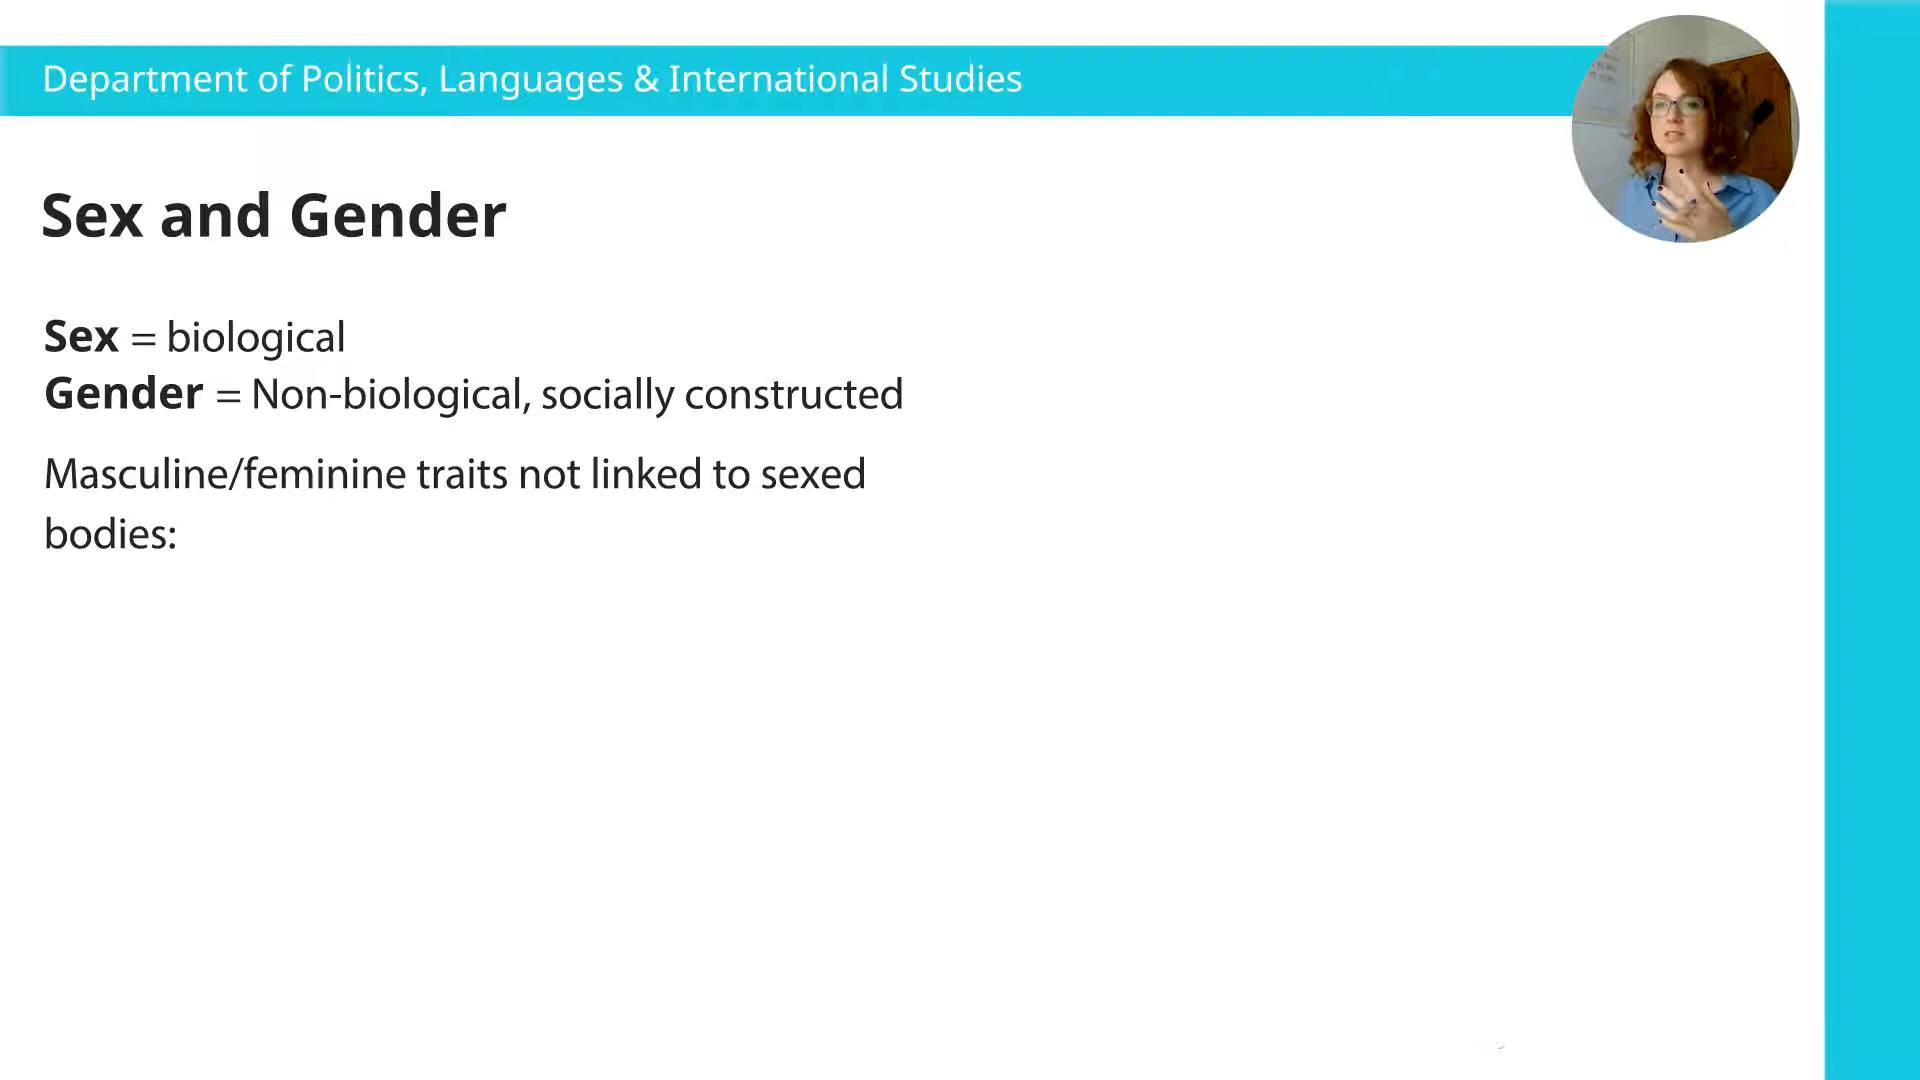 Department of Politics, Languages & International Studies
Sex and Gender
Sex = biological
Gender = Non-biological, socially constructed
Masculine/feminine traits not linked to sexed
bodies: